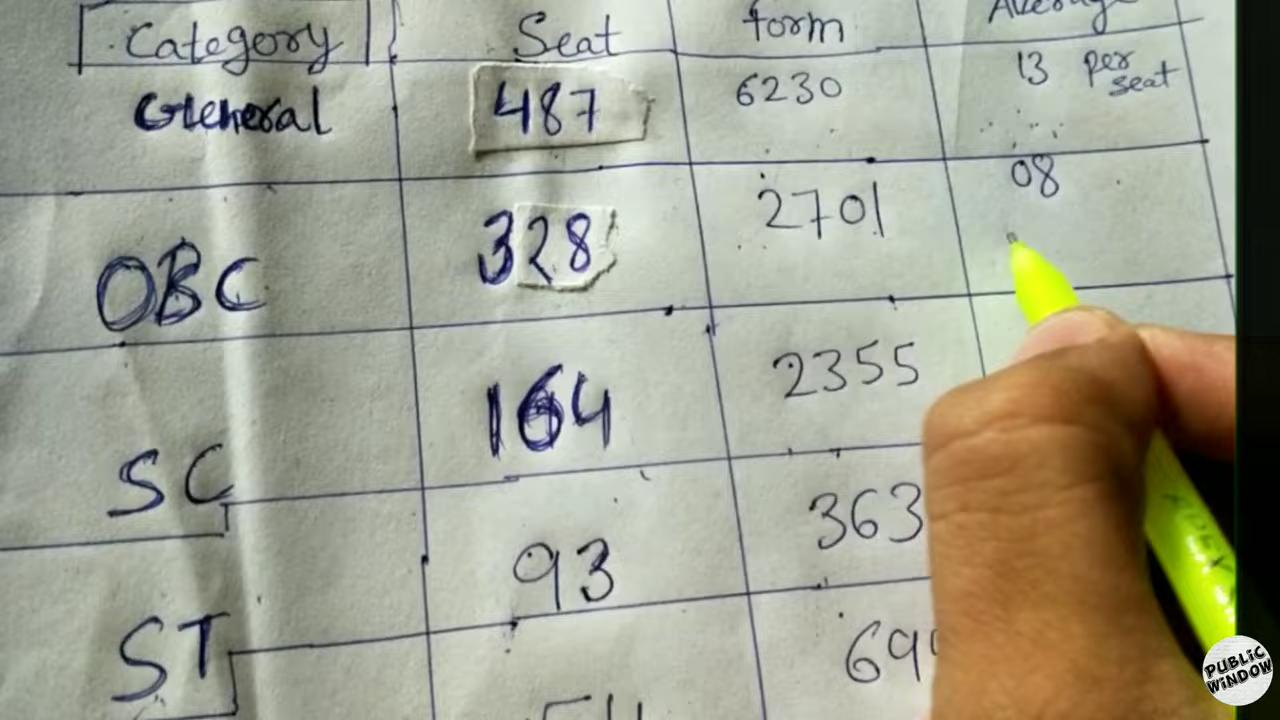 Category Seat form Average
General 487 6230 13 per seat
OBC 328 2701 08
SC 164 2355
ST 93 363
PUBLIC
WINDOW